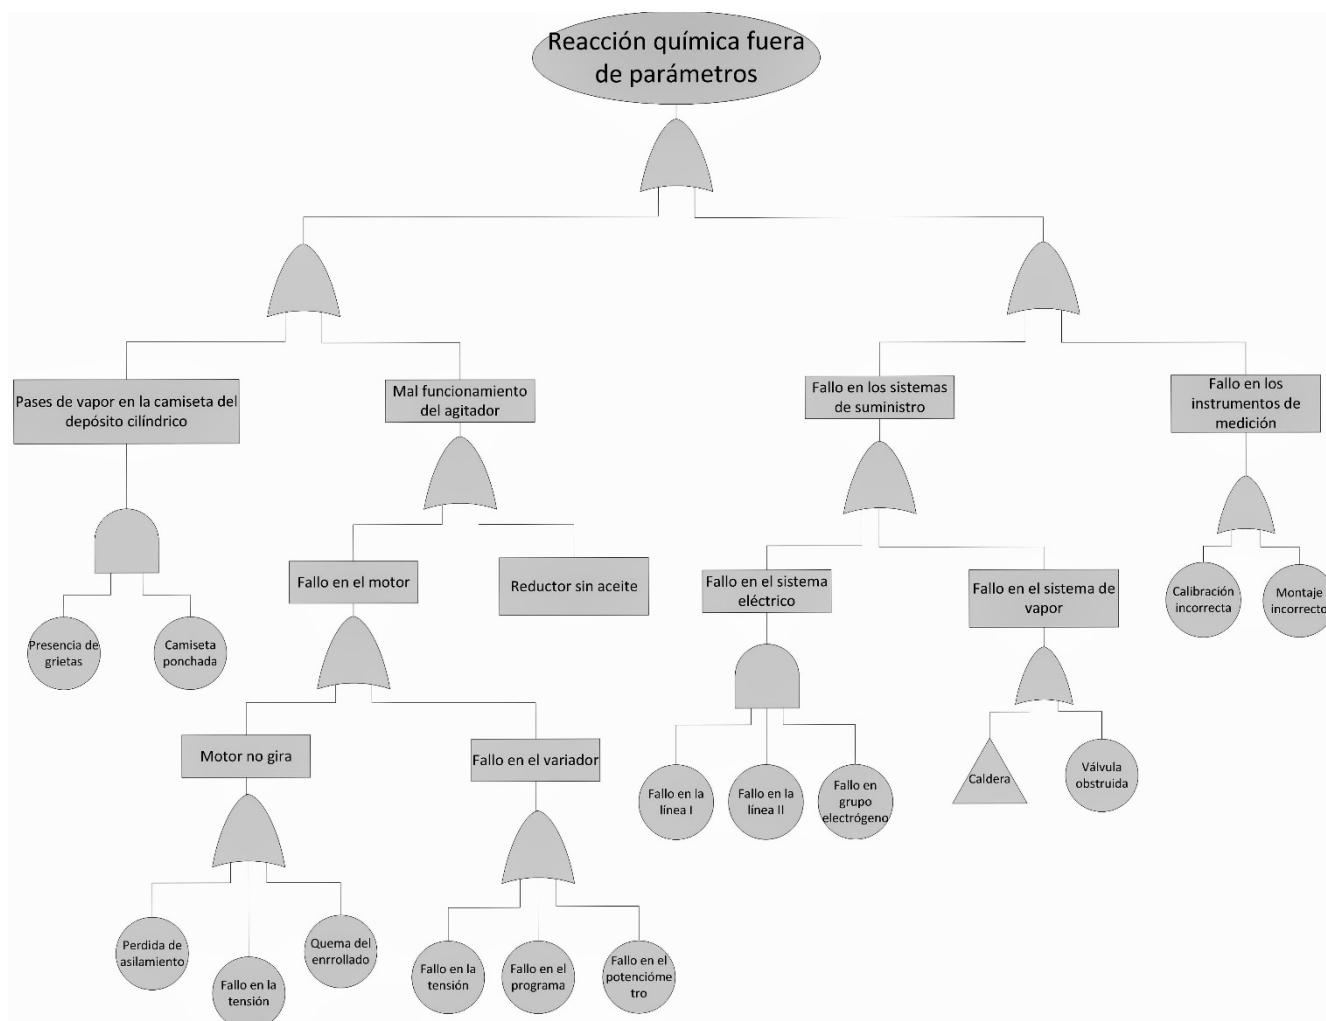 Reacción química fuera
de parámetros
Pases de vapor en la camiseta del
depósito cilíndrico
Mal funcionamiento
del agitador
Fallo en los sistemas
de suministro
Fallo en los
instrumentos de
medición
Fallo en el motor
Reductor sin aceite
Fallo en el sistema
eléctrico
Fallo en el sistema de
vapor
Calibración
incorrecta
Montaje
incorrecto
Presencia de
grietas
Camiseta
ponchada
Motor no gira
Fallo en el variador
Fallo en la
línea I
Fallo en la
línea II
Fallo en
grupo
electrógeno
Caldera
Válvula
obstruida
Perdida de
asilamiento
Fallo en la
tensión
Quema del
enrrollado
Fallo en la
tensión
Fallo en el
programa
Fallo en el
potencióme
tro